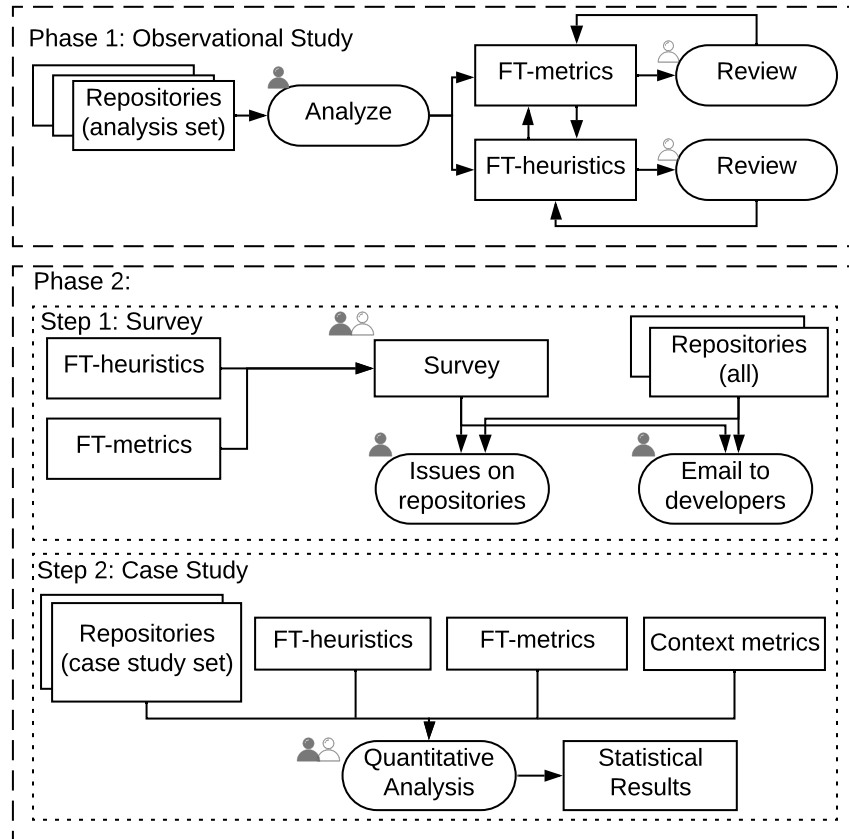 Phase 1: Observational Study
Repositories
(analysis set)
Analyze
FT-metrics
Review
FT-heuristics
Review
Phase 2:
Step 1: Survey
FT-heuristics
FT-metrics
Survey
Repositories
(all)
Issues on
repositories
Email to
developers
Step 2: Case Study
Repositories
(case study set)
FT-heuristics
FT-metrics
Context metrics
Quantitative
Analysis
Statistical
Results